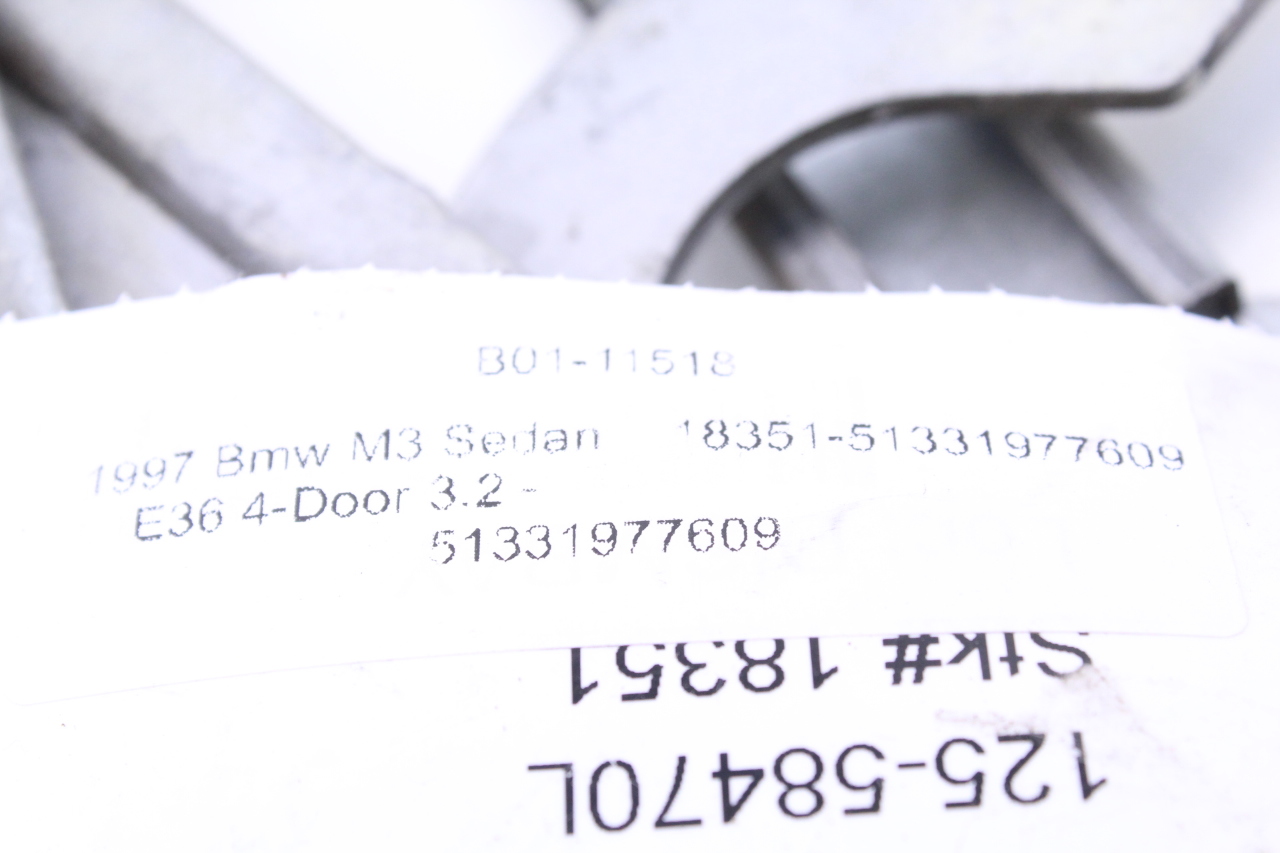 B01-11518
1997 Bmw M3 Sedan 18351-51331977609
E36 4-Door 3.2 -
51331977609
Stk# 18351
125-58470L